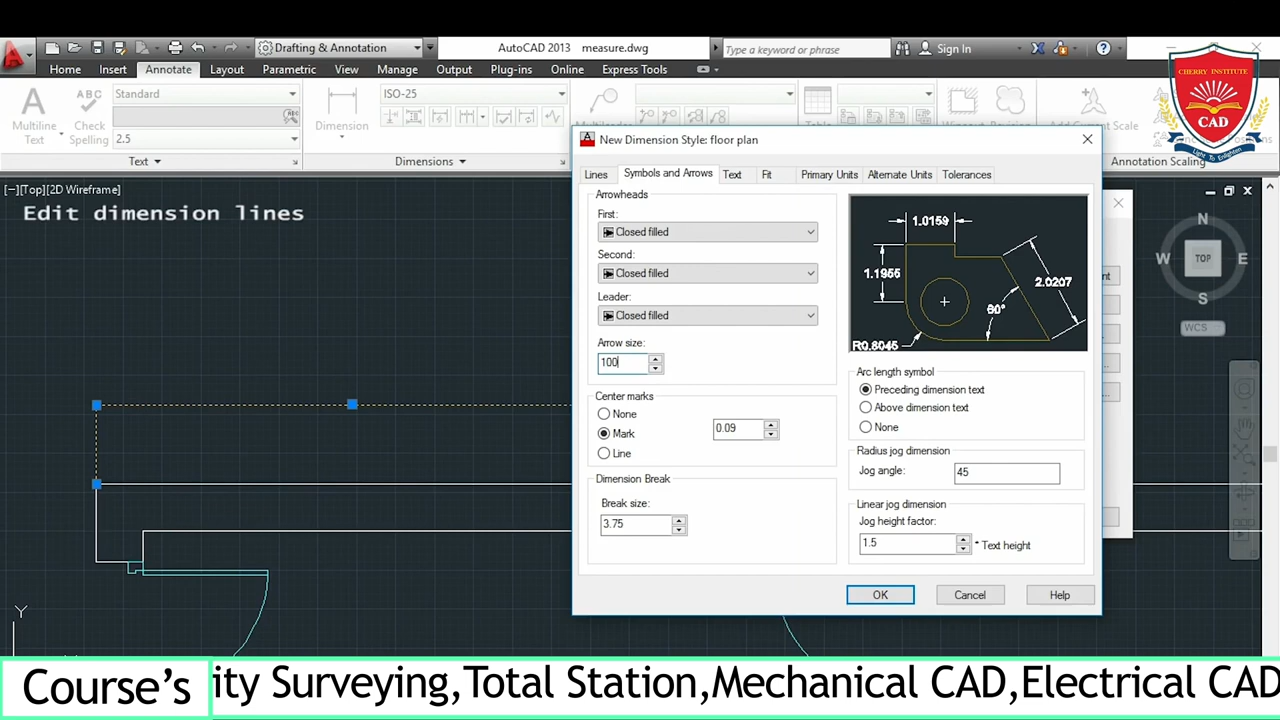 Drafting & Annotation
AutoCAD 2013 measure.dwg
Type a keyword or phrase
Sign In
Home Insert Annotate Layout Parametric View Manage Output Plug-ins Online Express Tools
CHERRY INSTITUTE
CAD
Light To Enlighten
A ABC Standard
Multiline Text
Check Spelling
2.5
Dimension
ISO-25
Text
Dimensions
Add Current Scale
Annotation Scaling
[−][Top][2D Wireframe]
Edit dimension lines
New Dimension Style: floor plan
Lines Symbols and Arrows Text Fit Primary Units Alternate Units Tolerances
Arrowheads
First:
Closed filled
Second:
Closed filled
Leader:
Closed filled
Arrow size:
100
Center marks
None
Mark
0.09
Line
Dimension Break
Break size:
3.75
1.0159
1.1955
2.0207
60°
R0.8045
Arc length symbol
Preceding dimension text
Above dimension text
None
Radius jog dimension
Jog angle: 45
Linear jog dimension
Jog height factor:
1.5 * Text height
OK Cancel Help
N
W TOP E
S
WCS
Y
Course's
ity Surveying,Total Station,Mechanical CAD,Electrical CAD